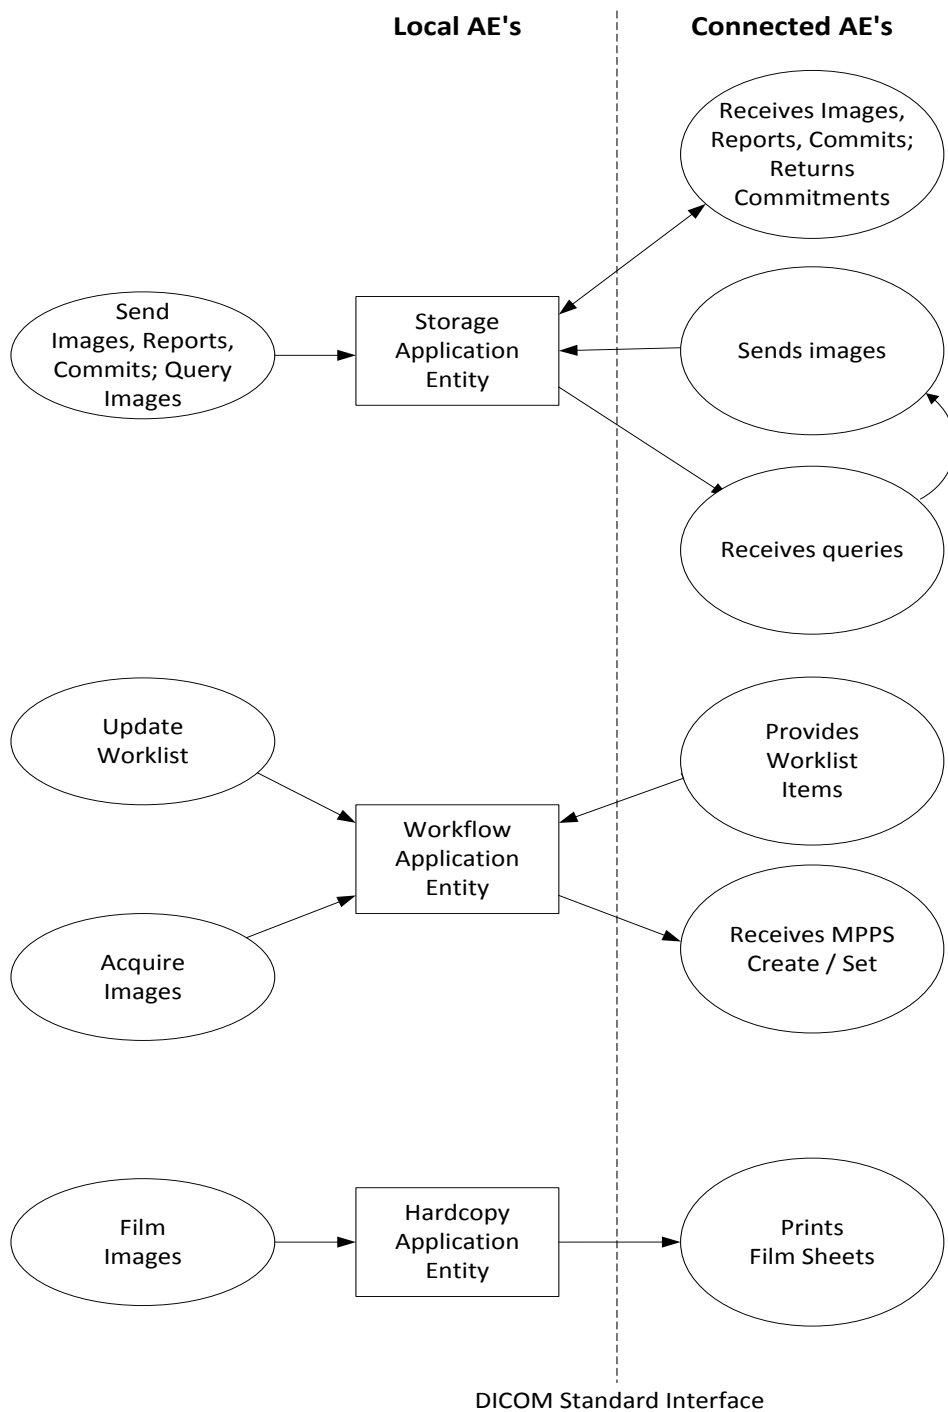 Local AE's
Connected AE's
Receives Images,
Reports, Commits;
Returns
Commitments
Send
Images, Reports,
Commits; Query
Images
Storage
Application
Entity
Sends images
Receives queries
Update
Worklist
Provides
Worklist
Items
Workflow
Application
Entity
Acquire
Images
Receives MPPS
Create / Set
Film
Images
Hardcopy
Application
Entity
Prints
Film Sheets
DICOM Standard Interface